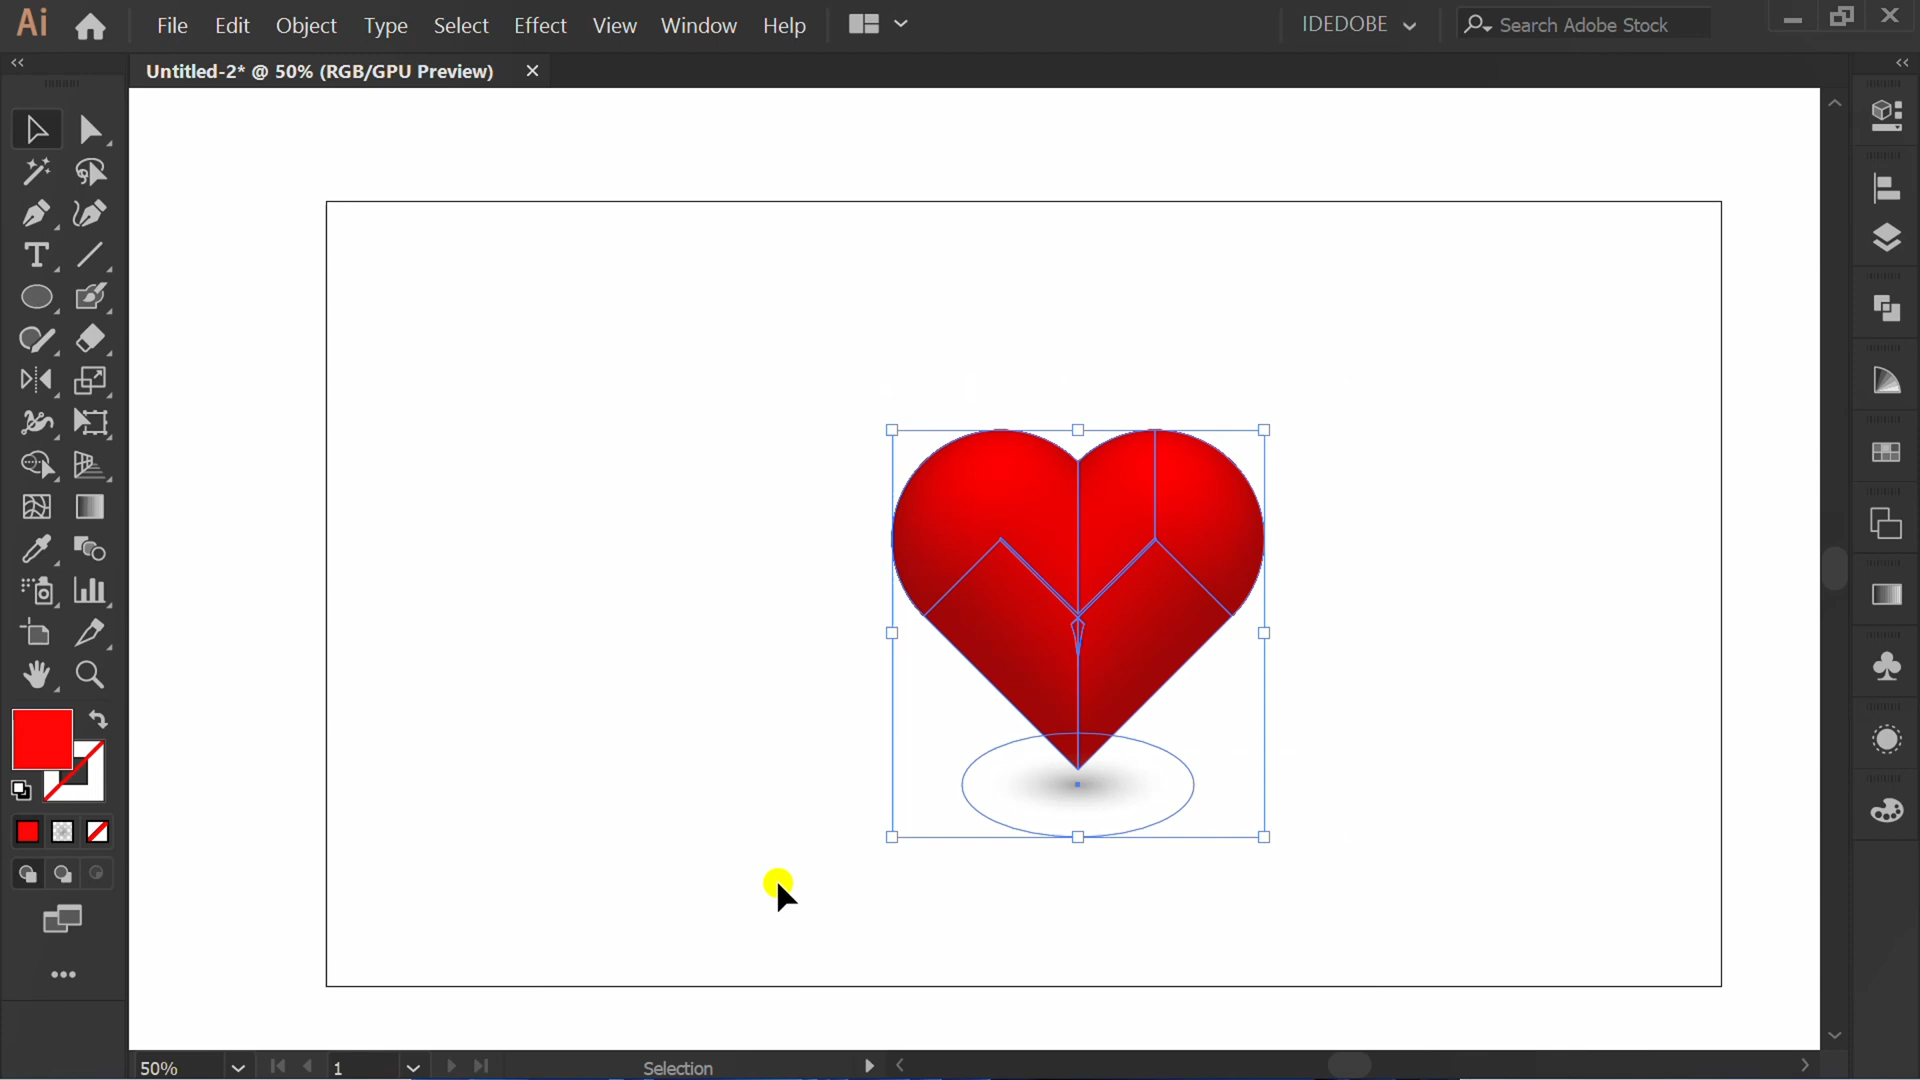 Ai File Edit Object Type Select Effect View Window Help IDEDOBE Search Adobe Stock
Untitled-2* @ 50% (RGB/GPU Preview)
50% 1 Selection